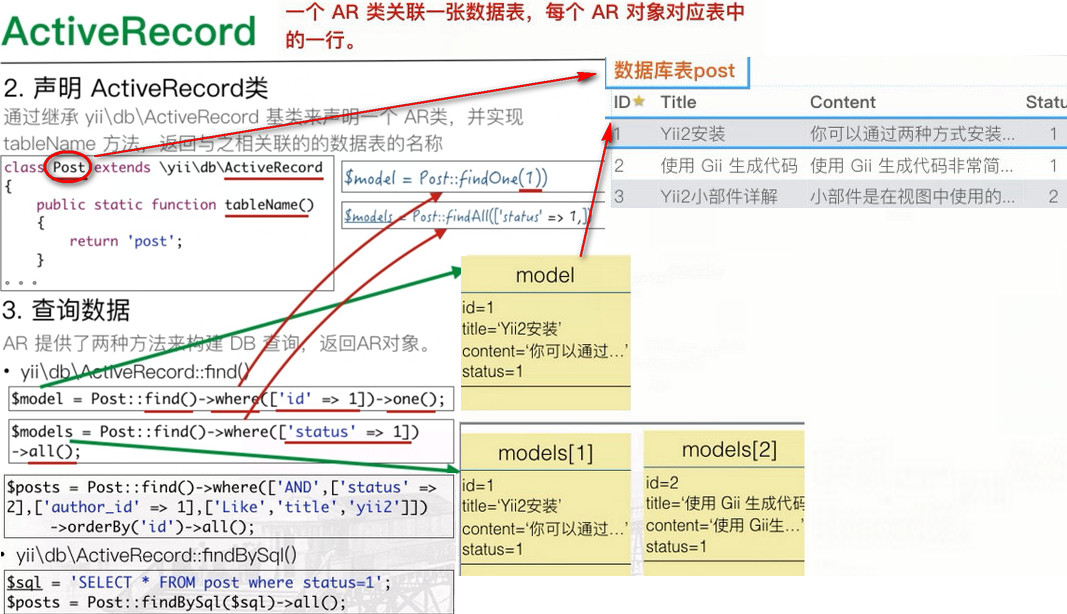 ActiveRecord
一个 AR 类关联一张数据表，每个 AR 对象对应表中
的一行。
2. 声明 ActiveRecord类
通过继承 yii\db\ActiveRecord 基类来声明一个 AR类，并实现
tableName 方法，返回与之相关联的的数据表的名称
class Post extends \yii\db\ActiveRecord
{
public static function tableName()
{
return 'post';
}
。。。
$model = Post::findOne(1))
$models = Post::findAll(['status' => 1,])
数据库表post
ID Title Content Statu
1 Yii2安装 你可以通过两种方式安装... 1
2 使用 Gii 生成代码 使用 Gii 生成代码非常简... 1
3 Yii2小部件详解 小部件是在视图中使用的... 2
3. 查询数据
AR 提供了两种方法来构建 DB 查询，返回AR对象。
• yii\db\ActiveRecord::find()
$model = Post::find()->where(['id' => 1])->one();
$models = Post::find()->where(['status' => 1])
->all();
$posts = Post::find()->where(['AND',['status' =>
2],['author_id' => 1],['Like','title','yii2']])
->orderBy('id')->all();
• yii\db\ActiveRecord::findBySql()
$sql = 'SELECT * FROM post where status=1';
$posts = Post::findBySql($sql)->all();
model
id=1
title=‘Yii2安装’
content=‘你可以通过…’
status=1
models[1]
id=1
title=‘Yii2安装’
content=‘你可以通过…’
status=1
models[2]
id=2
title=‘使用 Gii 生成代码
content=‘使用 Gii生…’
status=1